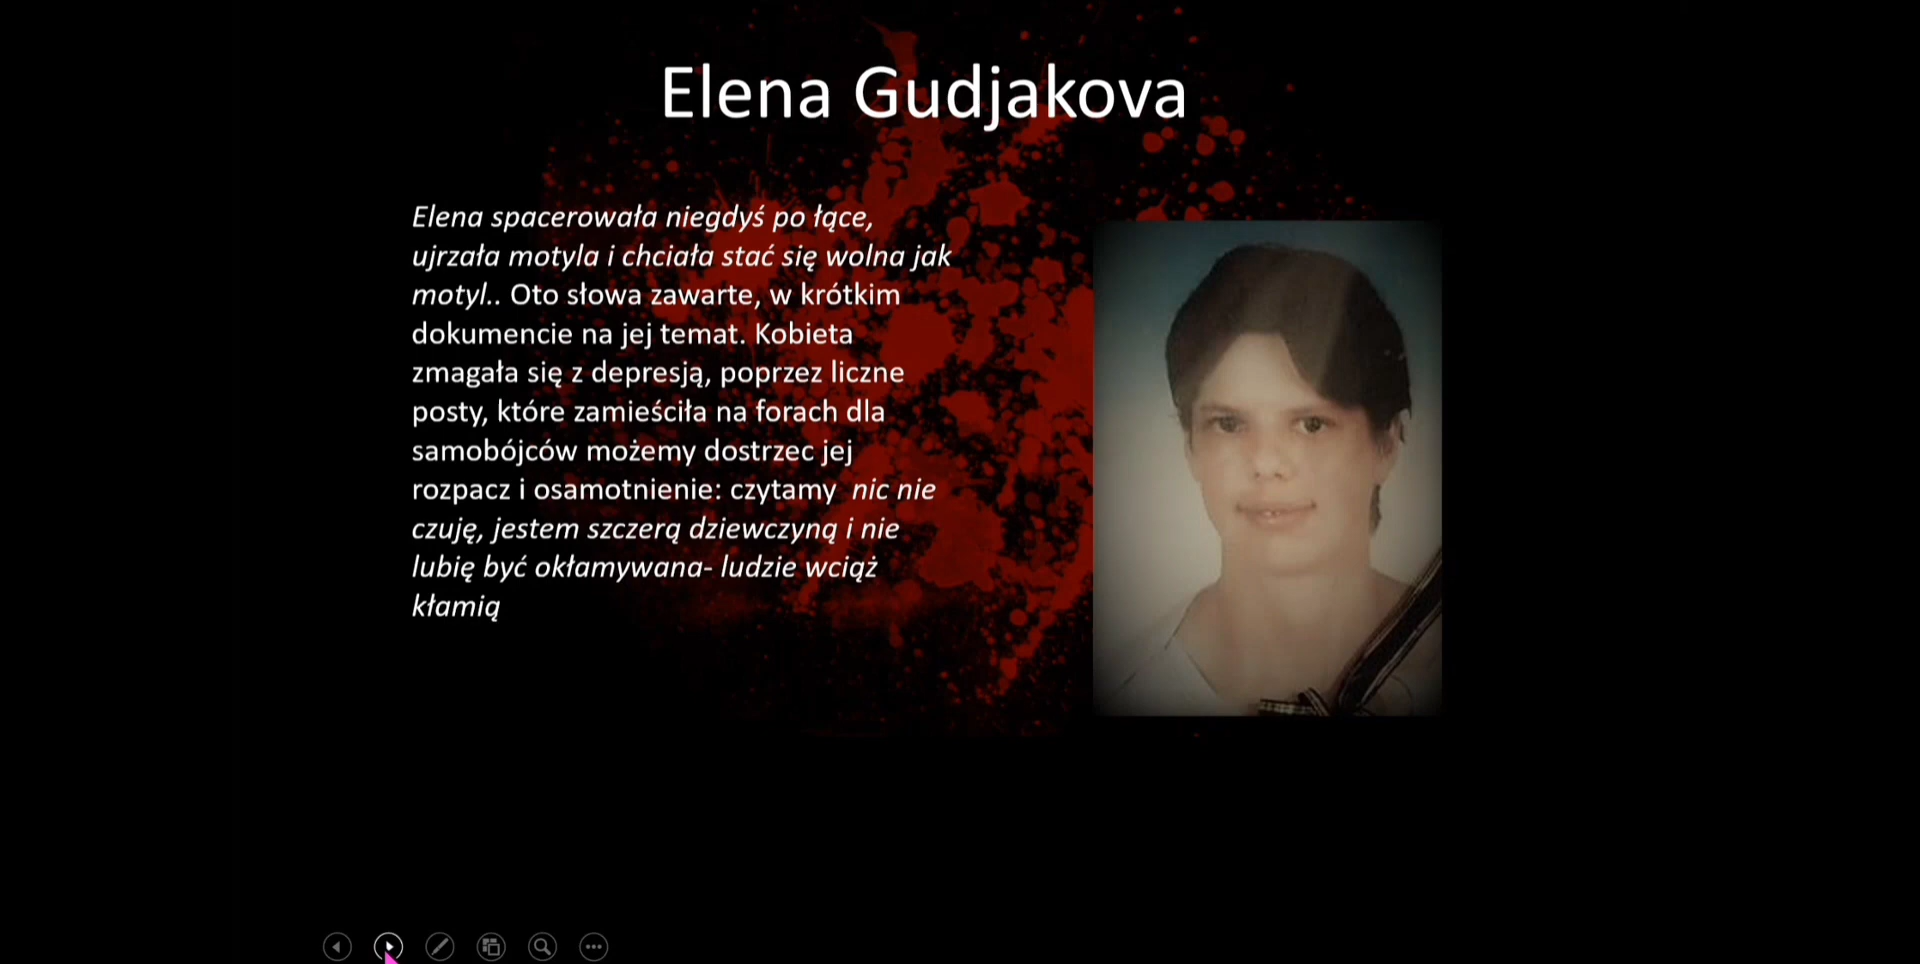 Elena Gudjakova
Elena spacerowała niegdyś po łące,
ujrzała motyla i chciała stać się wolna jak
motyl.. Oto słowa zawarte, w krótkim
dokumencie na jej temat. Kobieta
zmagała się z depresją, poprzez liczne
posty, które zamieściła na forach dla
samobójców możemy dostrzec jej
rozpacz i osamotnienie: czytamy  nic nie
czuję, jestem szczerą dziewczyną i nie
lubię być okłamywana- ludzie wciąż
kłamią